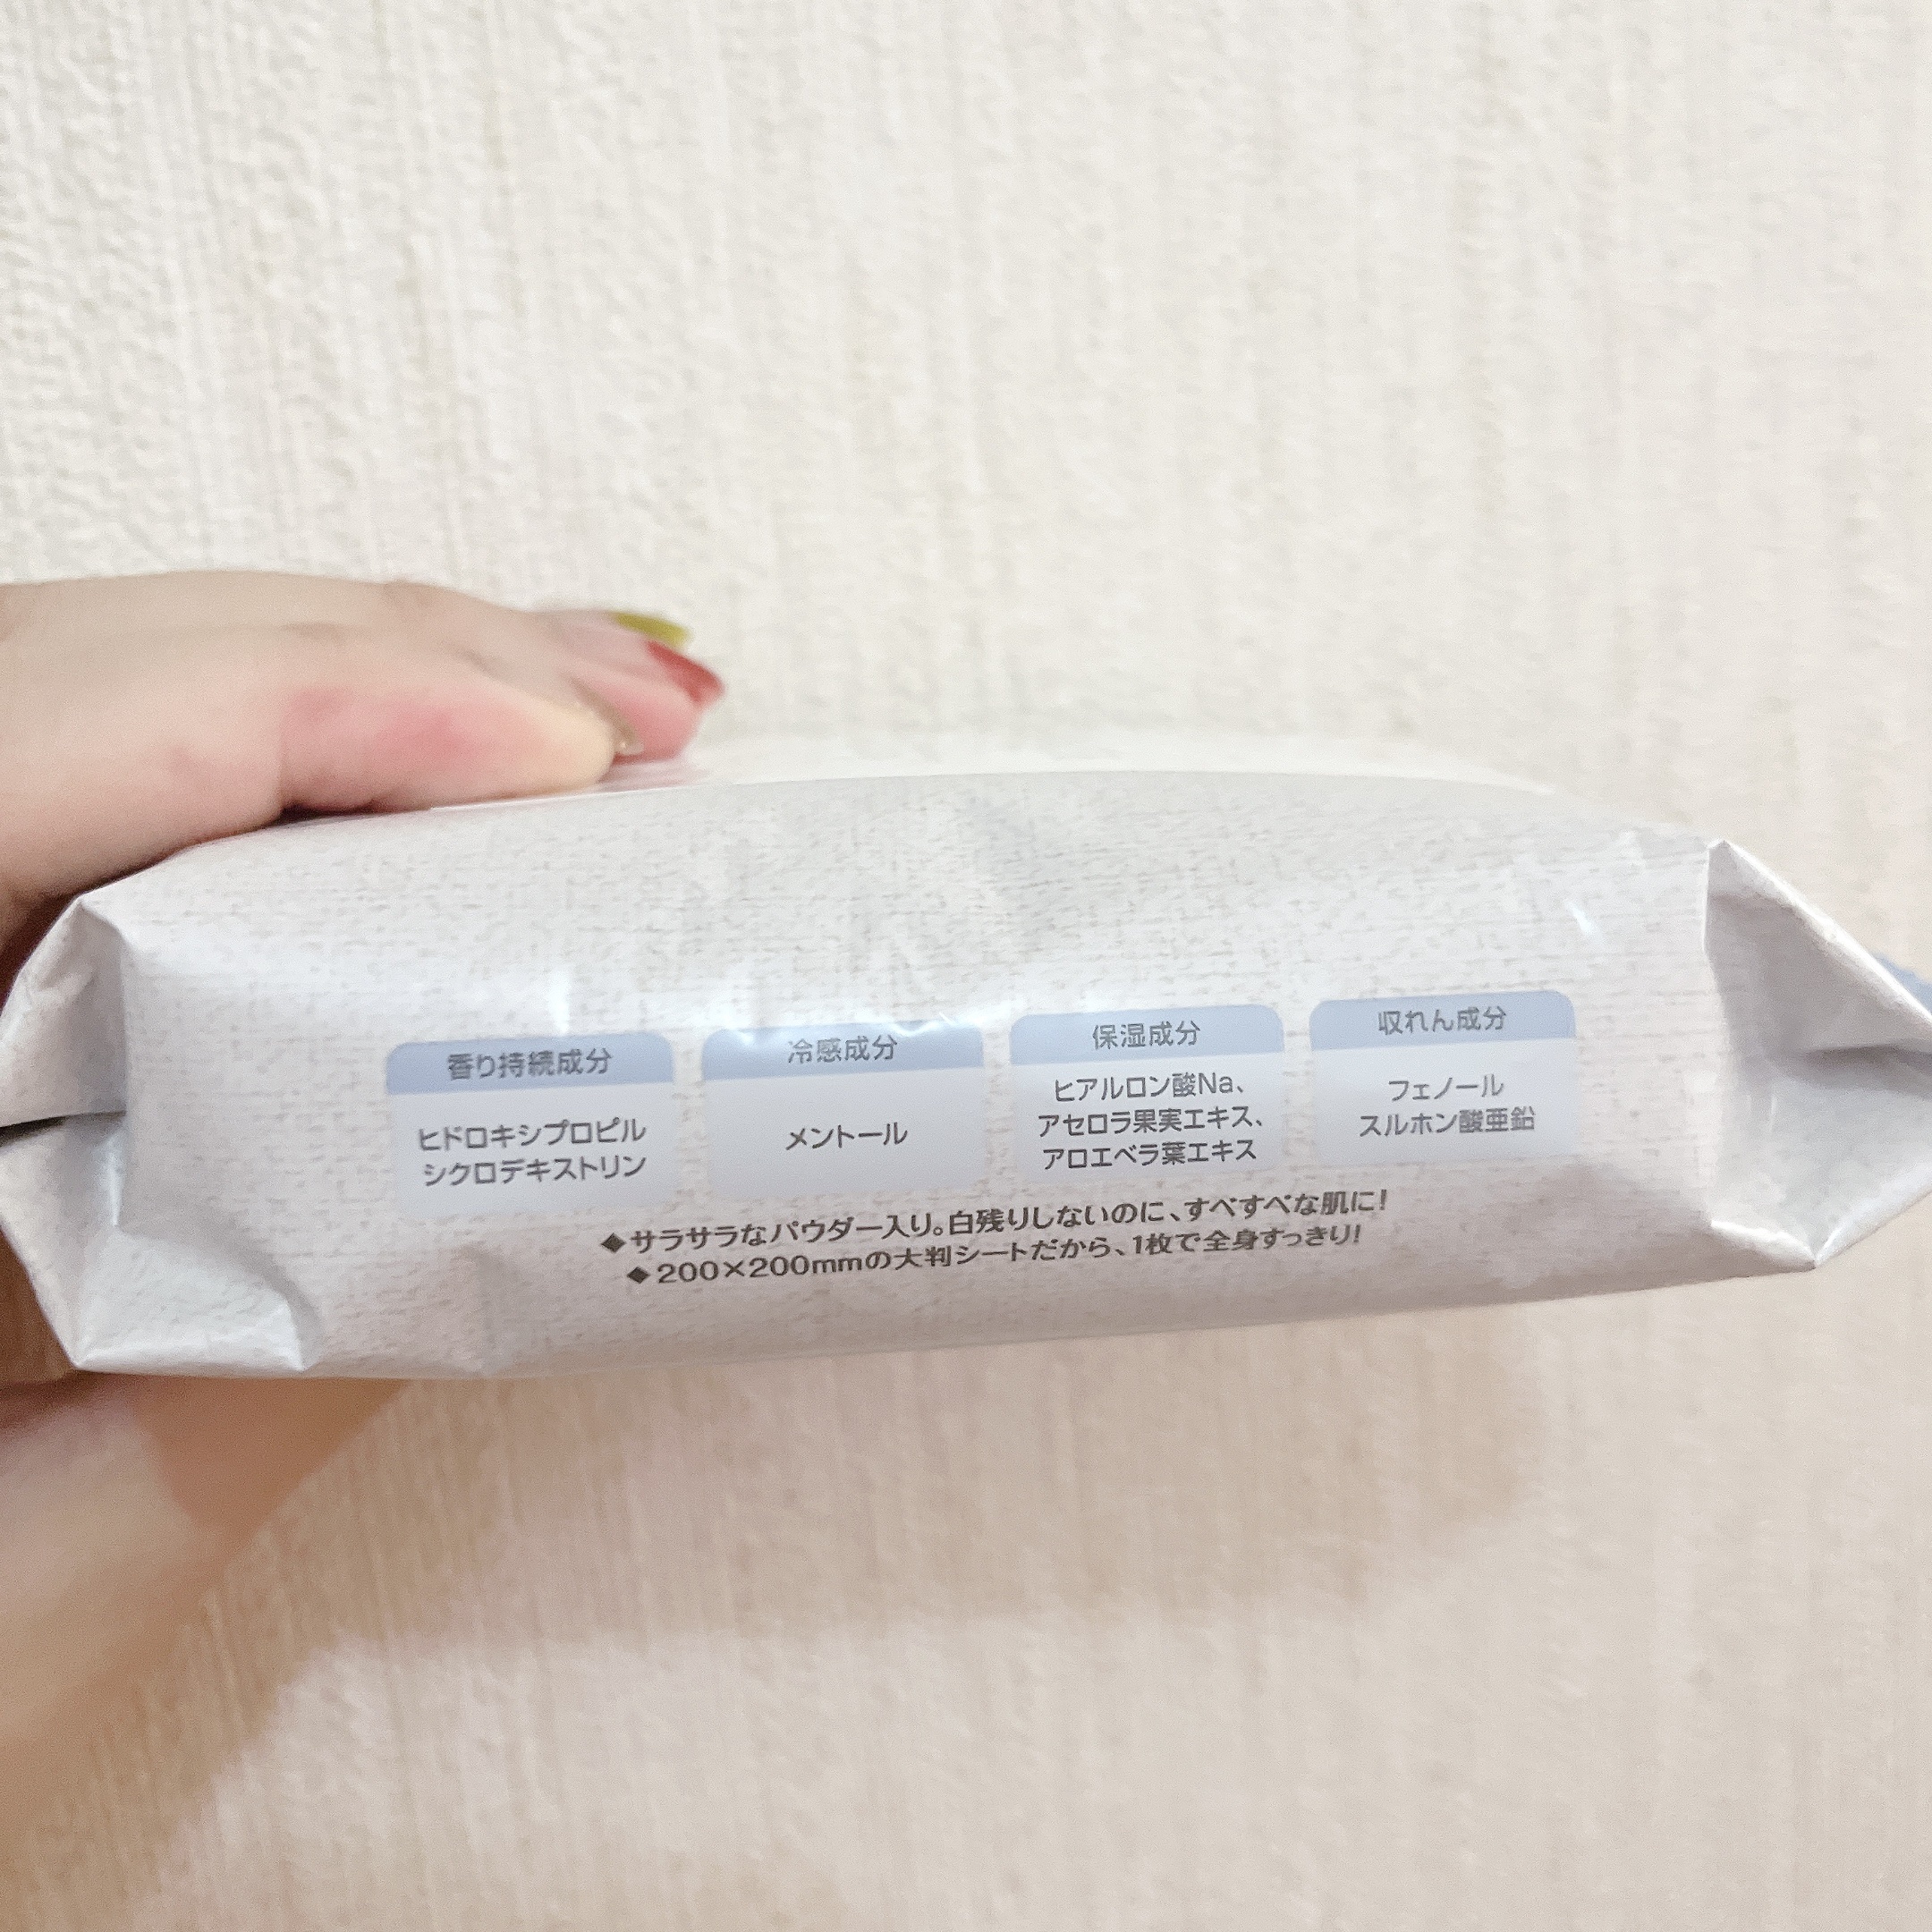 香り持続成分
ヒドロキシプロピル
シクロデキストリン
冷感成分
メントール
保湿成分
ヒアルロン酸Na、
アセロラ果実エキス、
アロエベラ葉エキス
収れん成分
フェノール
スルホン酸亜鉛
◆サラサラなパウダー入り。白残りしないのに、すべすべな肌に!
◆200×200mmの大判シートだから、1枚で全身すっきり!